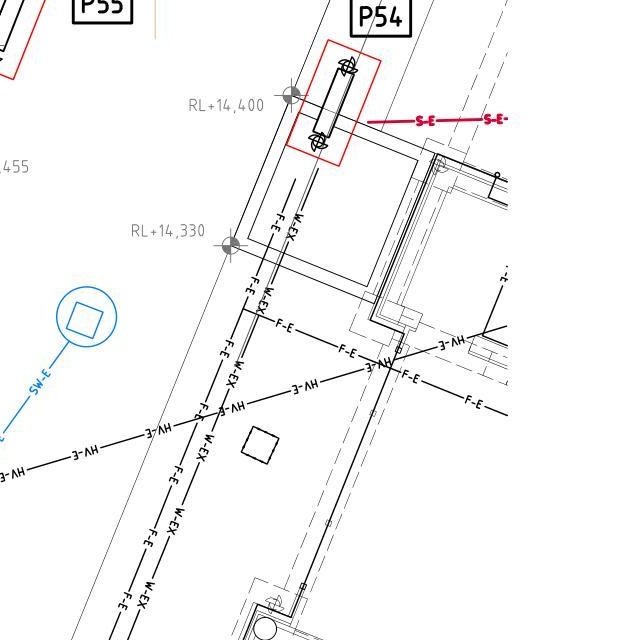 P55
P54
RL+14,400
S-E
S-E
,455
RL+14,330
F-E
W-EX
F-E
W-EX
F-E
F-E
F-E
HV-E
HV-E
F-E
W-EX
F-E
SW-E
HV-E
HV-E
F-E
HV-E
W-EX
HV-E
HV-E
F-E
W-EX
F-E
W-EX
F-E